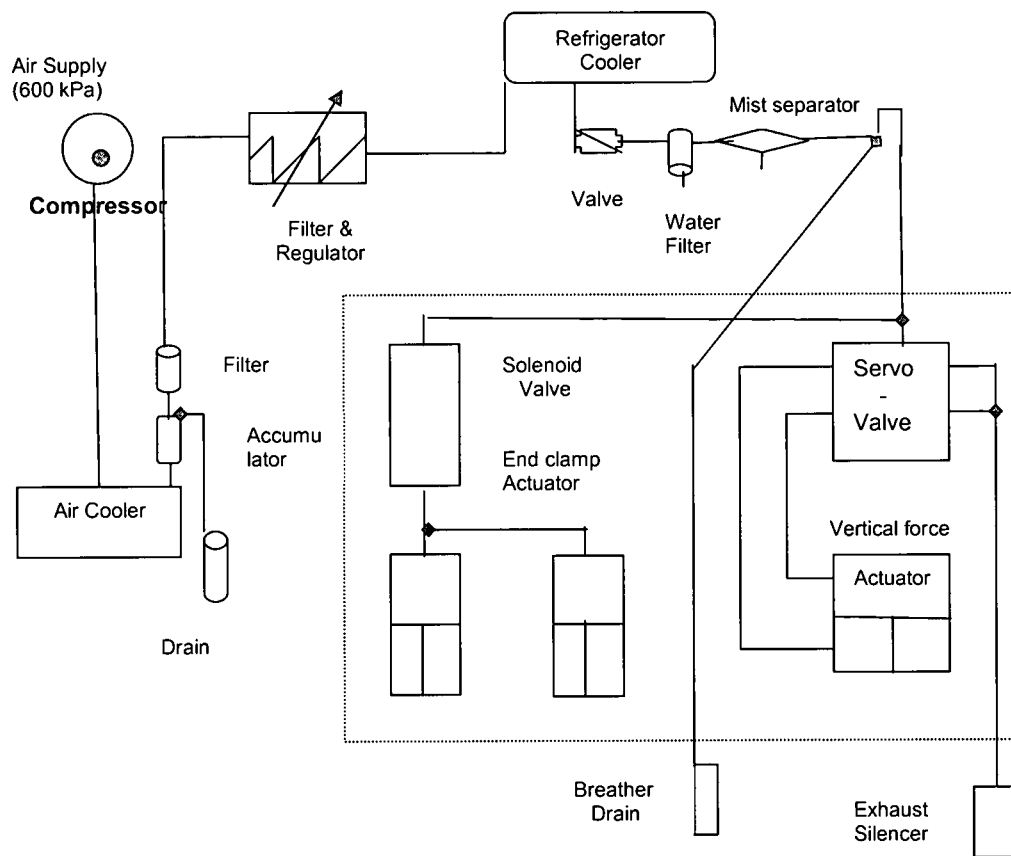 Refrigerator
Cooler
Air Supply
(600 kPa)
Mist separator
Compressor
Valve
Water
Filter
Filter &
Regulator
Filter
Solenoid
Valve
Servo
-
Valve
Accumu
lator
End clamp
Actuator
Air Cooler
Vertical force
Actuator
Drain
Breather
Drain
Exhaust
Silencer